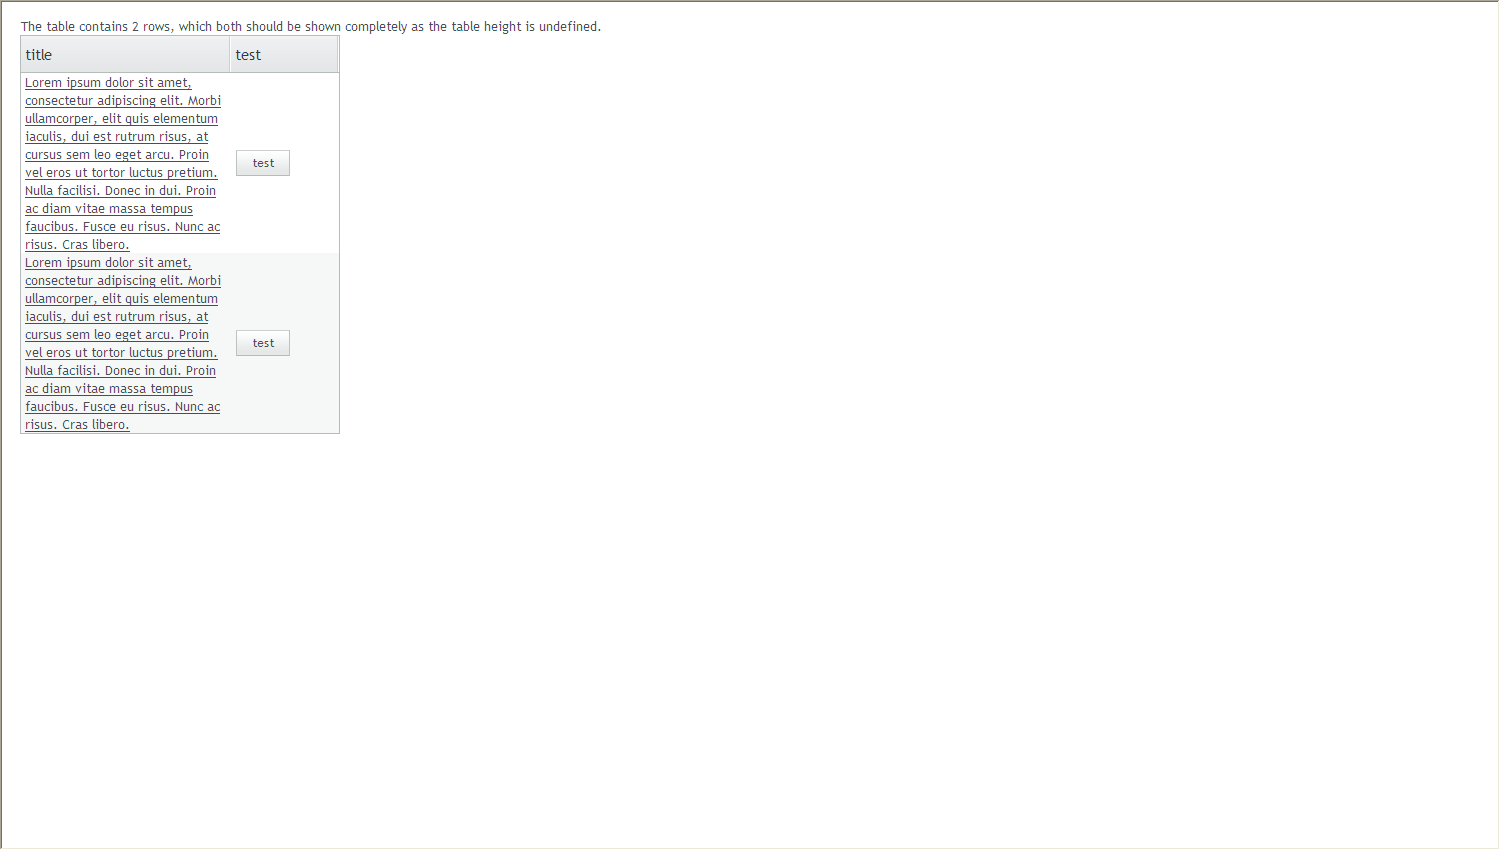 The table contains 2 rows, which both should be shown completely as the table height is undefined.
title test
Lorem ipsum dolor sit amet,
consectetur adipiscing elit. Morbi
ullamcorper, elit quis elementum
iaculis, dui est rutrum risus, at
cursus sem leo eget arcu. Proin
vel eros ut tortor luctus pretium.
Nulla facilisi. Donec in dui. Proin
ac diam vitae massa tempus
faucibus. Fusce eu risus. Nunc ac
risus. Cras libero.
test
Lorem ipsum dolor sit amet,
consectetur adipiscing elit. Morbi
ullamcorper, elit quis elementum
iaculis, dui est rutrum risus, at
cursus sem leo eget arcu. Proin
vel eros ut tortor luctus pretium.
Nulla facilisi. Donec in dui. Proin
ac diam vitae massa tempus
faucibus. Fusce eu risus. Nunc ac
risus. Cras libero.
test